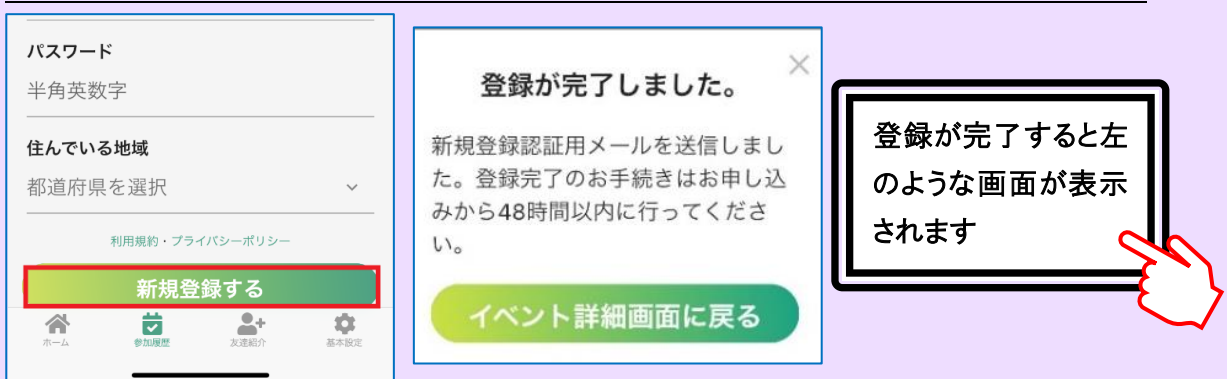 パスワード
半角英数字
住んでいる地域
都道府県を選択
利用規約・プライバシーポリシー
新規登録する
ホーム
参加履歴
友達紹介
基本設定
登録が完了しました。
新規登録認証用メールを送信しまし
た。登録完了のお手続きはお申し込
みから48時間以内に行ってくださ
い。
イベント詳細画面に戻る
登録が完了すると左
のような画面が表示
されます